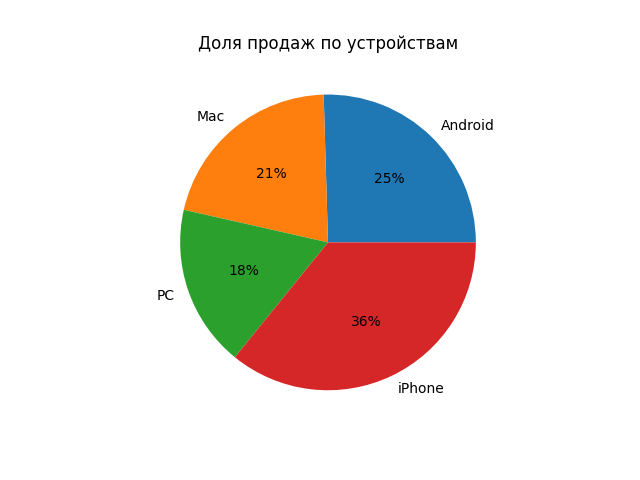 Доля продаж по устройствам
Mac
Android
21%
25%
18%
PC
36%
iPhone